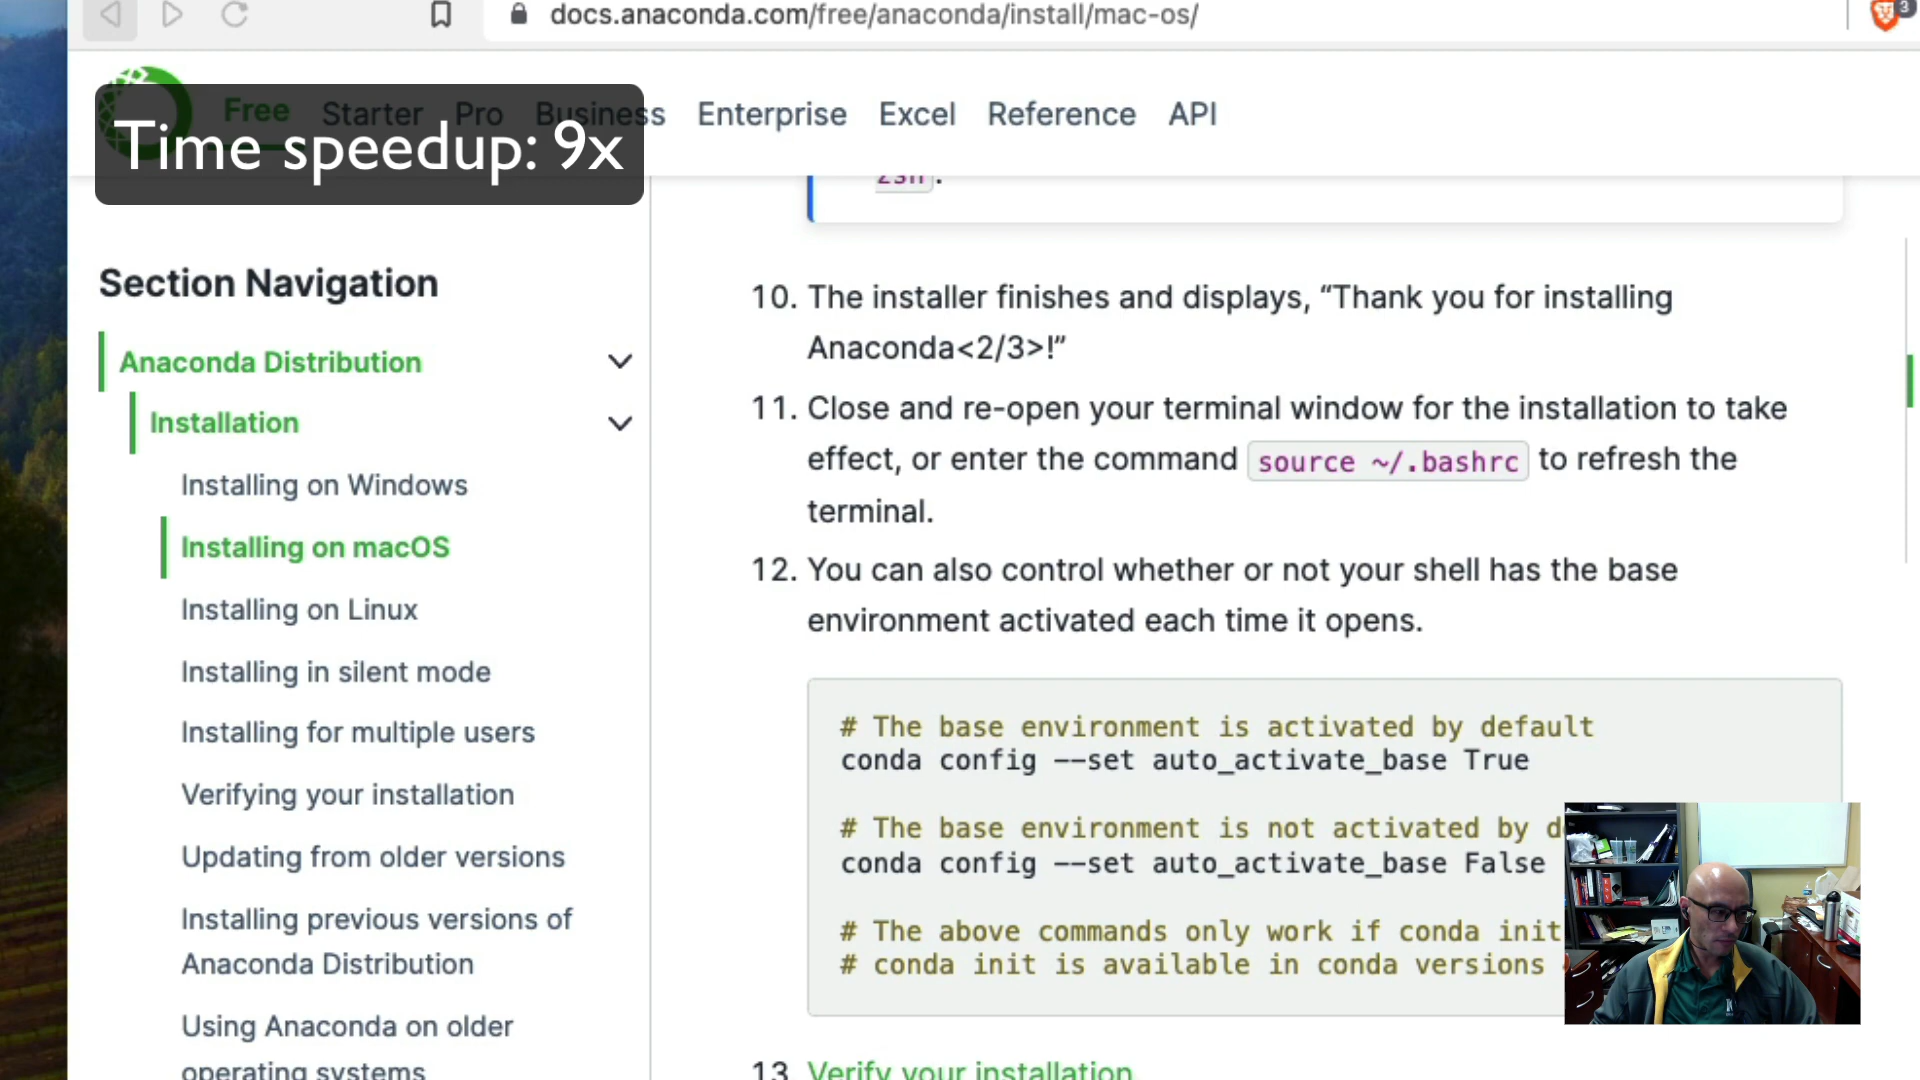 docs.anaconda.com/free/anaconda/install/mac-os/
3
Free Starter Pro Business Enterprise Excel Reference API
Time speedup: 9x
zsh.
Section Navigation
Anaconda Distribution
Installation
Installing on Windows
Installing on macOS
Installing on Linux
Installing in silent mode
Installing for multiple users
Verifying your installation
Updating from older versions
Installing previous versions of
Anaconda Distribution
Using Anaconda on older
operating systems
10. The installer finishes and displays, “Thank you for installing
Anaconda<2/3>!”
11. Close and re-open your terminal window for the installation to take
effect, or enter the command source ~/.bashrc to refresh the
terminal.
12. You can also control whether or not your shell has the base
environment activated each time it opens.
# The base environment is activated by default
conda config --set auto_activate_base True
# The base environment is not activated by
conda config --set auto_activate_base False
# The above commands only work if conda init
# conda init is available in conda versions
13. Verify your installation.